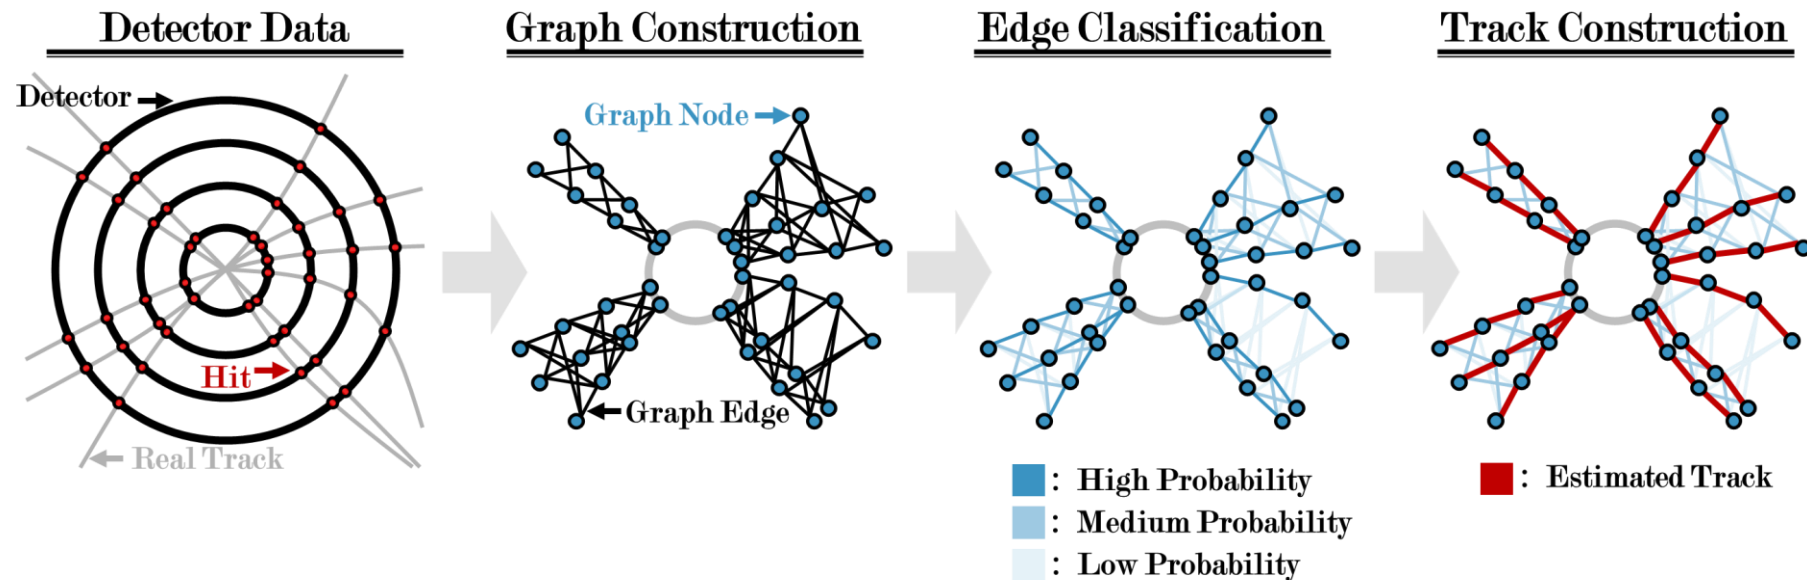 Detector Data
Graph Construction
Edge Classification
Track Construction
Detector
Graph Node
Hit
Graph Edge
Real Track
: High Probability
: Medium Probability
: Low Probability
: Estimated Track